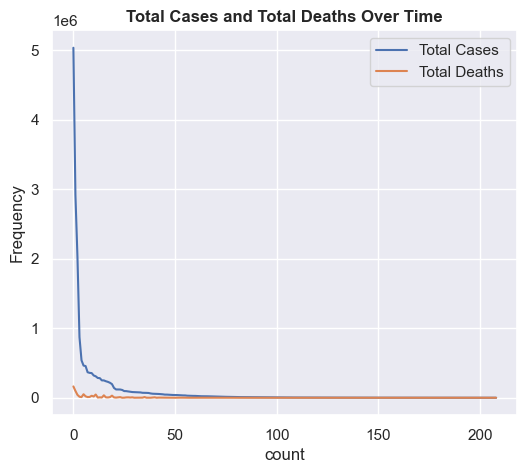 Total Cases and Total Deaths Over Time
1e6
Total Cases
Total Deaths
5
4
3
2
1
0
Frequency
0
50
100
150
200
count